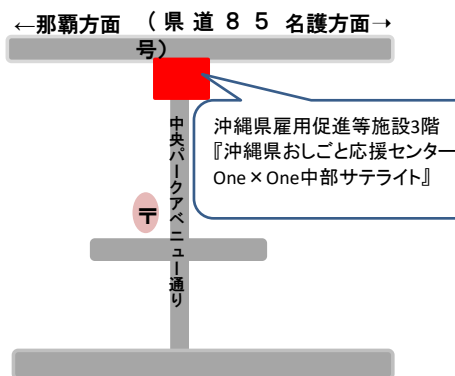 ←那覇方面 （県道８５号） 名護方面→
沖縄県雇用促進等施設3階
『沖縄県おしごと応援センター
One×One中部サテライト』
中央パークアベニュー通り
〒